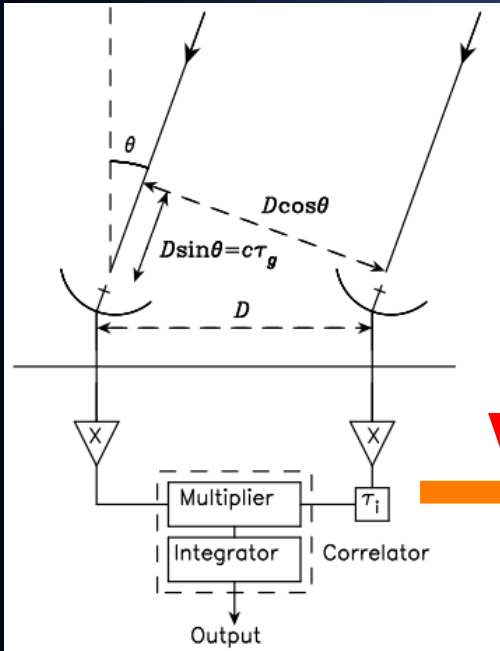 θ
Dcosθ
Dsinθ=cτg
D
X
X
Multiplier
τi
Integrator
Correlator
Output